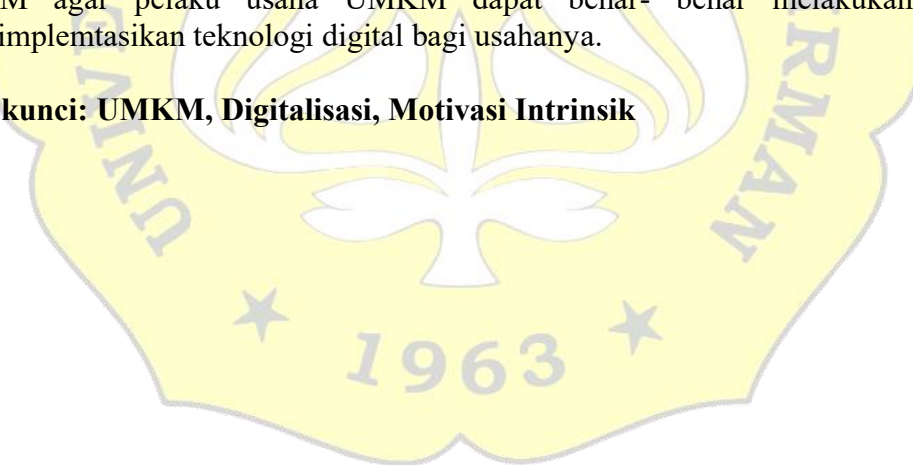 M agar pelaku usaha UMKM dapat benar- benar melakukan
implemtasikan teknologi digital bagi usahanya.
kunci: UMKM, Digitalisasi, Motivasi Intrinsik
1963